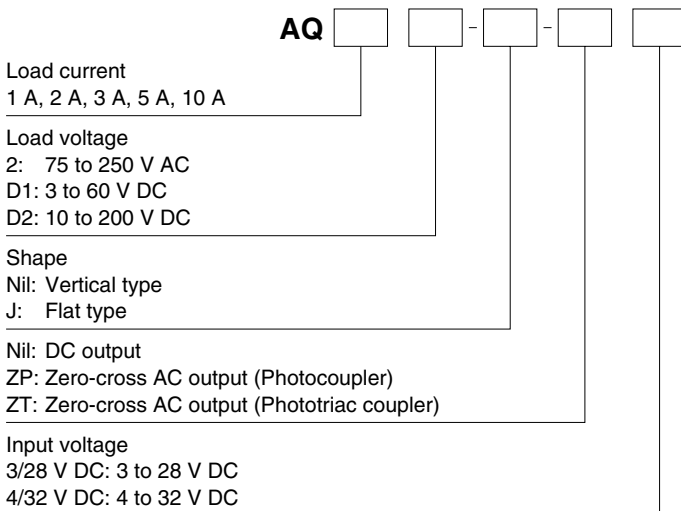 AQ - -
Load current
1 A, 2 A, 3 A, 5 A, 10 A
Load voltage
2: 75 to 250 V AC
D1: 3 to 60 V DC
D2: 10 to 200 V DC
Shape
Nil: Vertical type
J: Flat type
Nil: DC output
ZP: Zero-cross AC output (Photocoupler)
ZT: Zero-cross AC output (Phototriac coupler)
Input voltage
3/28 V DC: 3 to 28 V DC
4/32 V DC: 4 to 32 V DC